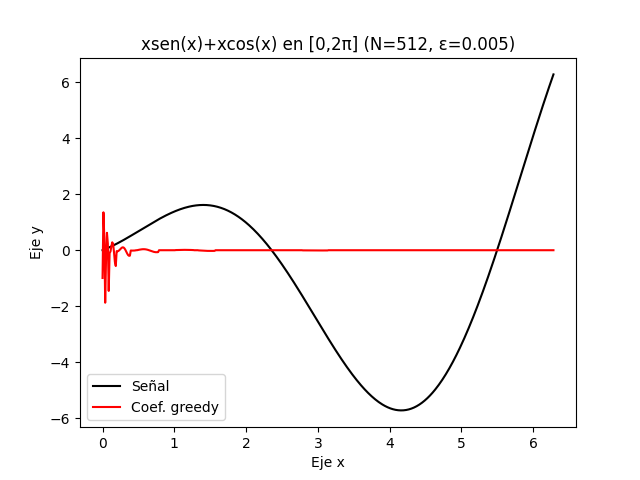 xsen(x)+xcos(x) en [0,2π] (N=512, ε=0.005)
Eje y
6
4
2
0
−2
−4
−6
Señal
Coef. greedy
0 1 2 3 4 5 6
Eje x